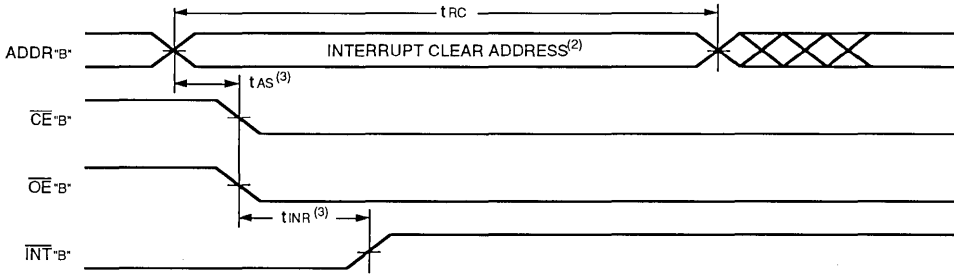 tRC
ADDR"B"
INTERRUPT CLEAR ADDRESS(2)
tAS(3)
CE"B"
OE"B"
tINR(3)
INT"B"